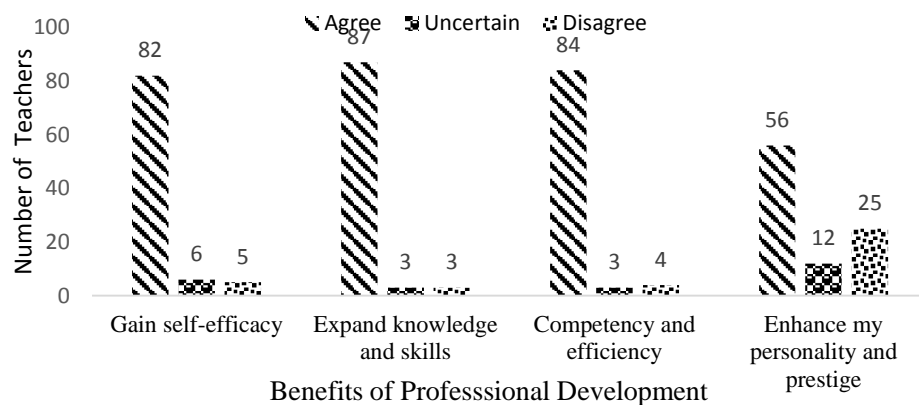 Agree Uncertain Disagree
Number of Teachers
100
80
60
40
20
0
82
6
5
87
3
3
84
3
4
56
12
25
Gain self-efficacy
Expand knowledge
and skills
Competency and
efficiency
Enhance my
personality and
prestige
Benefits of Professsional Development